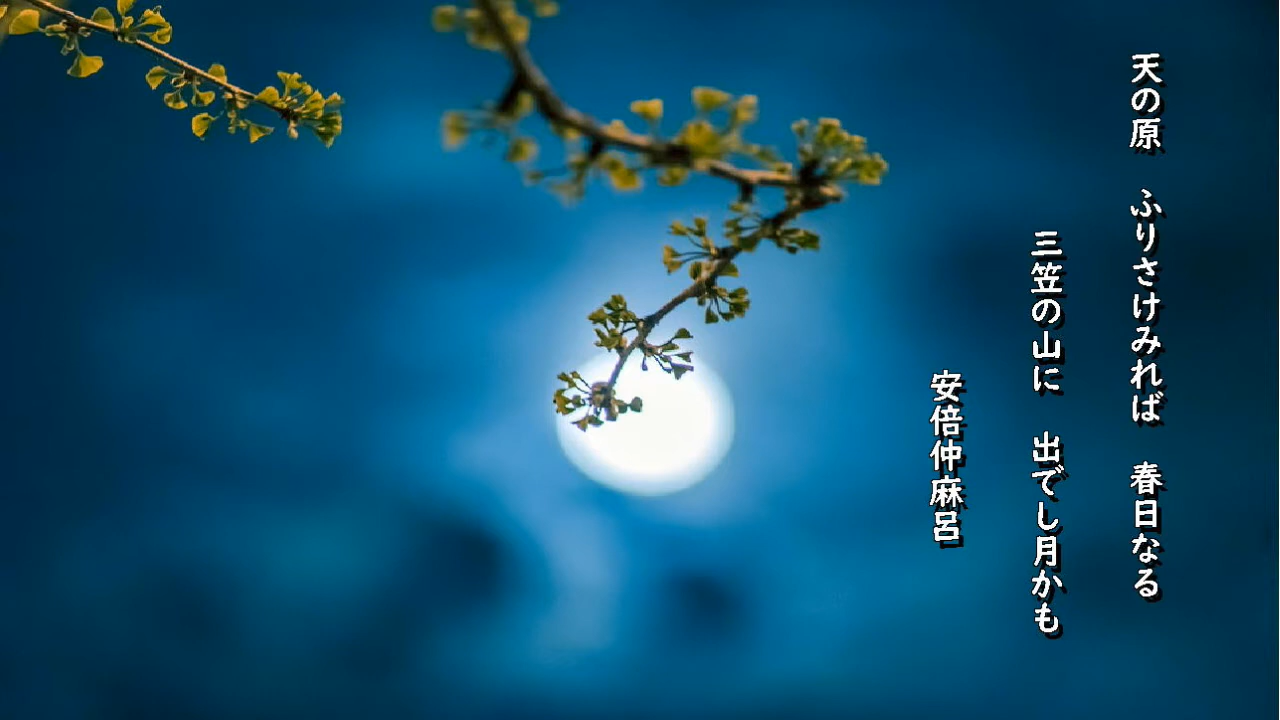 天の原　ふりさけみれば　春日なる
三笠の山に　出でし月かも
安倍仲麻呂